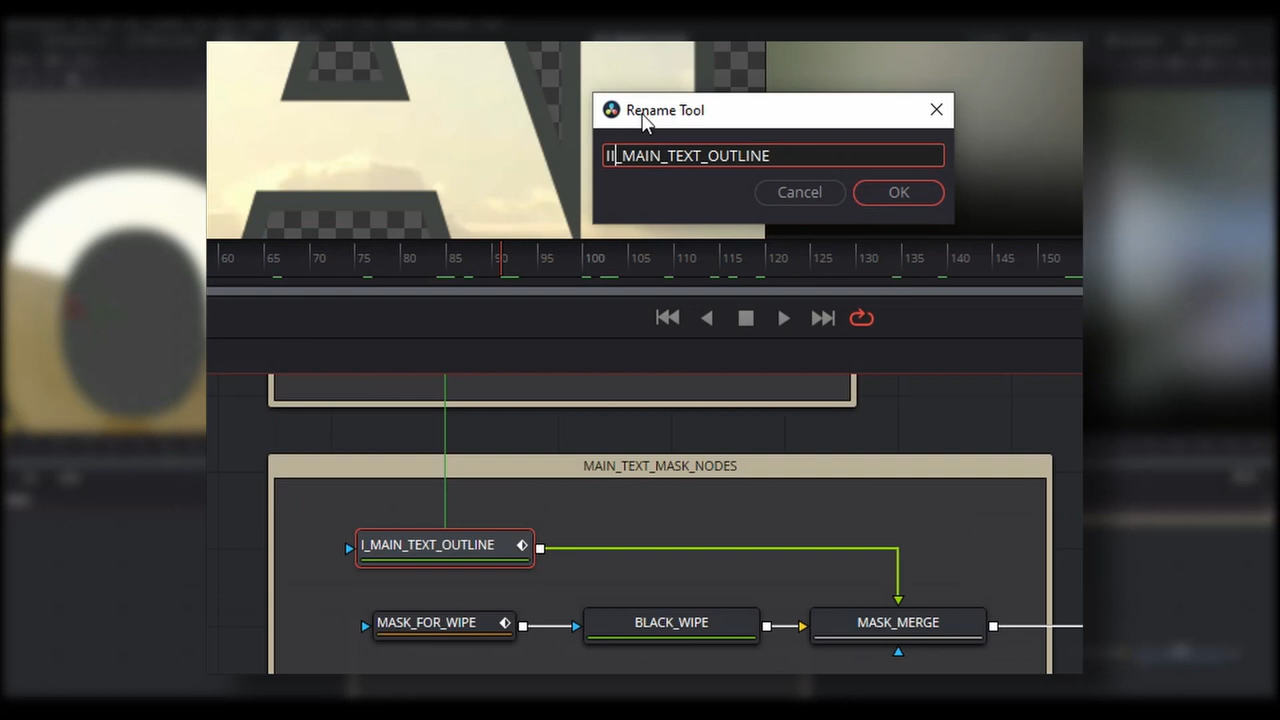 Rename Tool
II_MAIN_TEXT_OUTLINE
Cancel OK
60 65 70 75 80 85 90 95 100 105 110 115 120 125 130 135 140 145 150
MAIN_TEXT_MASK_NODES
I_MAIN_TEXT_OUTLINE
MASK_FOR_WIPE BLACK_WIPE MASK_MERGE